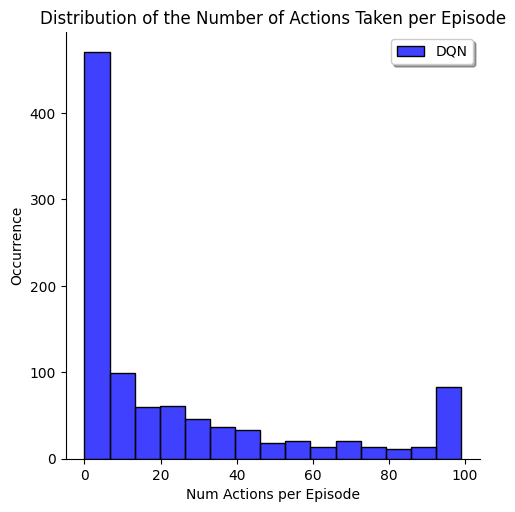 Distribution of the Number of Actions Taken per Episode
DQN
400
300
200
100
0
Occurrence
0 20 40 60 80 100
Num Actions per Episode